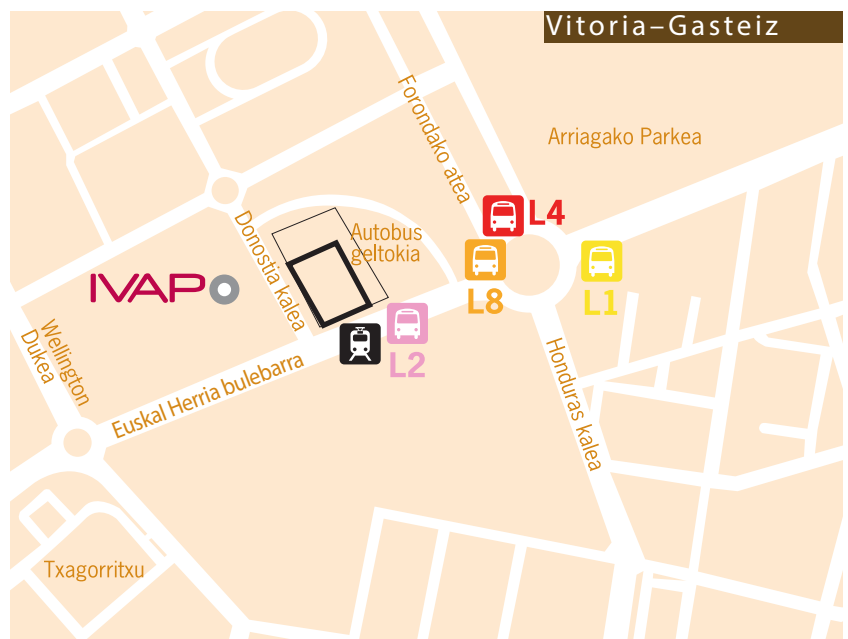 Vitoria–Gasteiz
Forondako atea
Arriagako Parkea
L4
Donostia kalea
Autobus
geltokia
IVAP
L8
L1
Wellington
Dukea
L2
Euskal Herria bulebarra
Honduras kalea
Txagorritxu